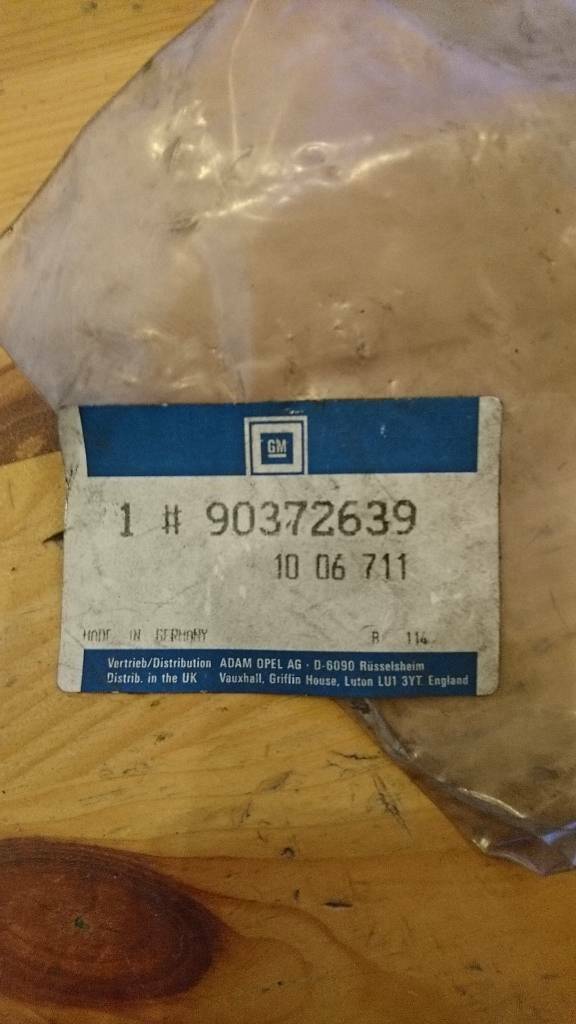 GM
1 # 90372639
10 06 711
MADE IN GERMANY B 114
Vertrieb/Distribution ADAM OPEL AG · D-6090 Rüsselsheim
Distrib. in the UK Vauxhall, Griffin House, Luton LU1 3YT England